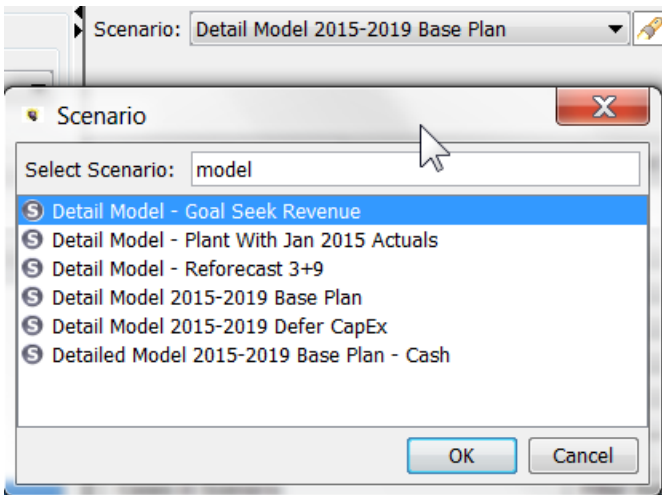 Scenario: Detail Model 2015-2019 Base Plan
Scenario
Select Scenario: model
S Detail Model - Goal Seek Revenue
S Detail Model - Plant With Jan 2015 Actuals
S Detail Model - Reforecast 3+9
S Detail Model 2015-2019 Base Plan
S Detail Model 2015-2019 Defer CapEx
S Detailed Model 2015-2019 Base Plan - Cash
OK Cancel